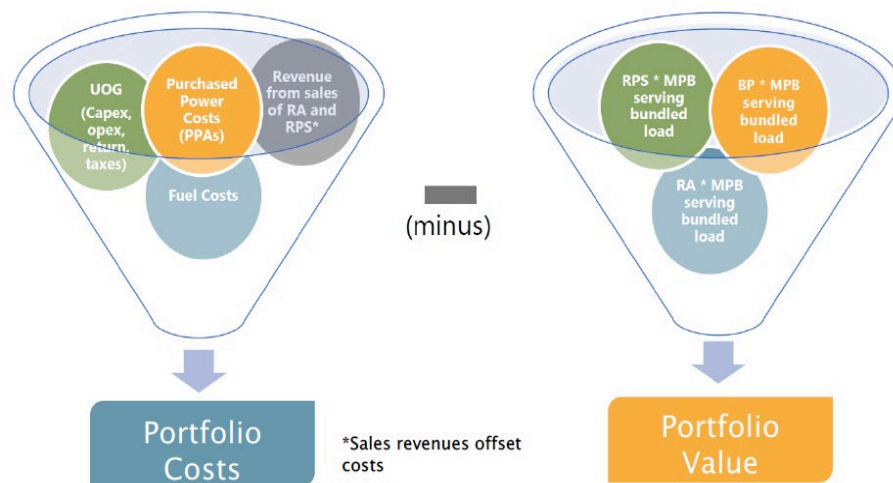 UOG
(Capex,
opex,
return,
taxes)
Purchased
Power
Costs
(PPAs)
Revenue
from sales
of RA and
RPS*
Fuel Costs
(minus)
RPS * MPB
serving
bundled
load
BP * MPB
serving
bundled
load
RA * MPB
serving
bundled
load
Portfolio
Costs
*Sales revenues offset
costs
Portfolio
Value